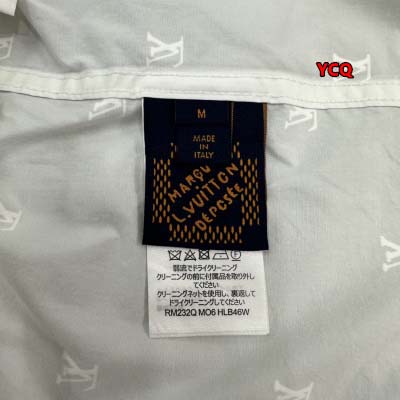 YCQ
M
MADE
IN
ITALY
MARQU
L.VUITTON
DÉPOSÉE
弱流でドライクリーニング
クリーニングの前に付属品を取り外し
てください
クリーニングネットを使用し、裏返して
ドライクリーニングしてください
RM232Q MO6 HLB46W